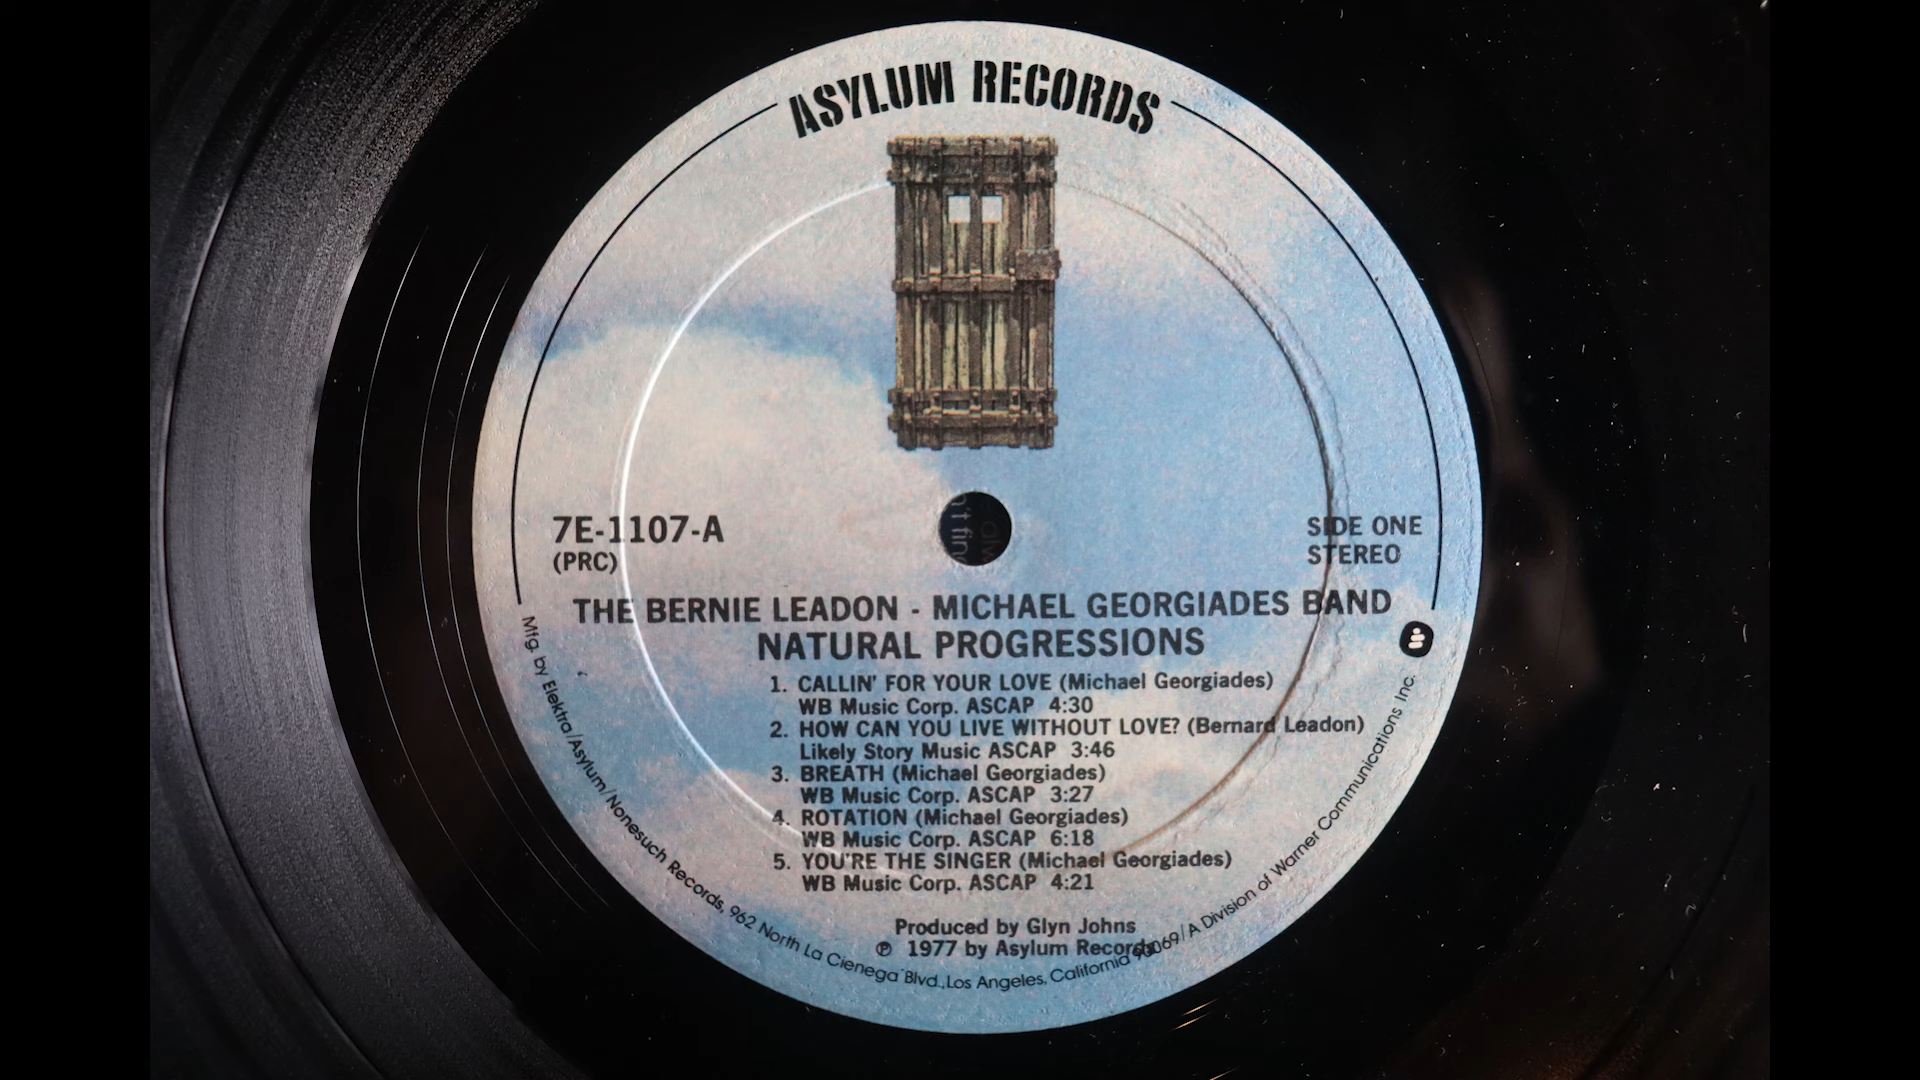 ASYLUM RECORDS
7E-1107-A
(PRC)
SIDE ONE
STEREO
THE BERNIE LEADON - MICHAEL GEORGIADES BAND
NATURAL PROGRESSIONS
1. CALLIN' FOR YOUR LOVE (Michael Georgiades)
WB Music Corp. ASCAP 4:30
2. HOW CAN YOU LIVE WITHOUT LOVE? (Bernard Leadon)
Likely Story Music ASCAP 3:46
3. BREATH (Michael Georgiades)
WB Music Corp. ASCAP 3:27
4. ROTATION (Michael Georgiades)
WB Music Corp. ASCAP 6:18
5. YOU'RE THE SINGER (Michael Georgiades)
WB Music Corp. ASCAP 4:21
Produced by Glyn Johns
℗ 1977 by Asylum Records
Mfg. by Elektra/Asylum/Nonesuch Records, 962 North La Cienega Blvd., Los Angeles, California 90069/A Division of Warner Communications Inc.